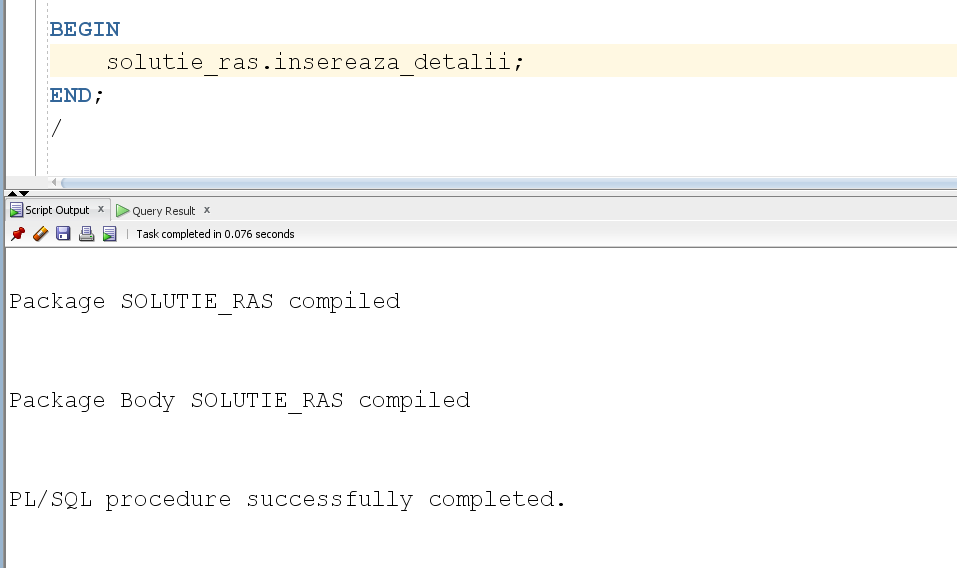 BEGIN
solutie_ras.insereaza_detalii;
END;
/
Script Output x Query Result x
Task completed in 0.076 seconds
Package SOLUTIE_RAS compiled
Package Body SOLUTIE_RAS compiled
PL/SQL procedure successfully completed.